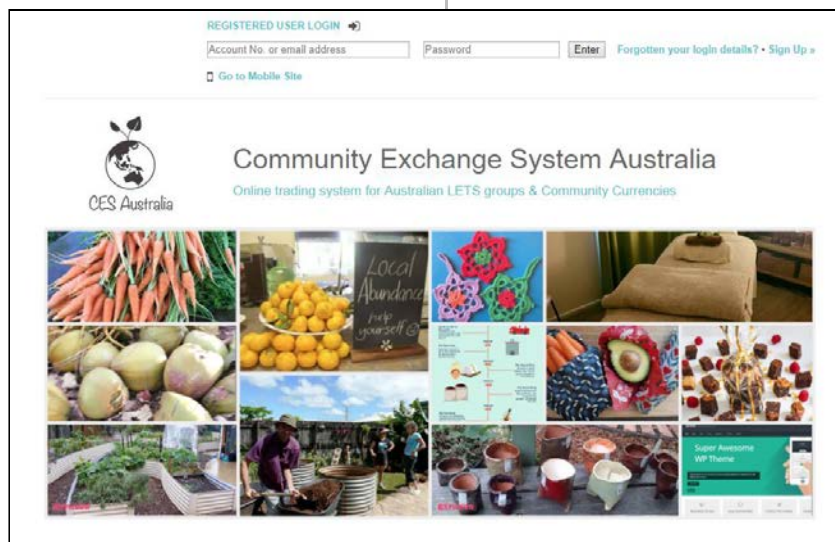 REGISTERED USER LOGIN
Account No. or email address
Password
Enter
Forgotten your login details? • Sign Up »
Go to Mobile Site
CES Australia
Community Exchange System Australia
Online trading system for Australian LETS groups & Community Currencies
Local
Abundance
help
yourself
Super Awesome
WP Theme